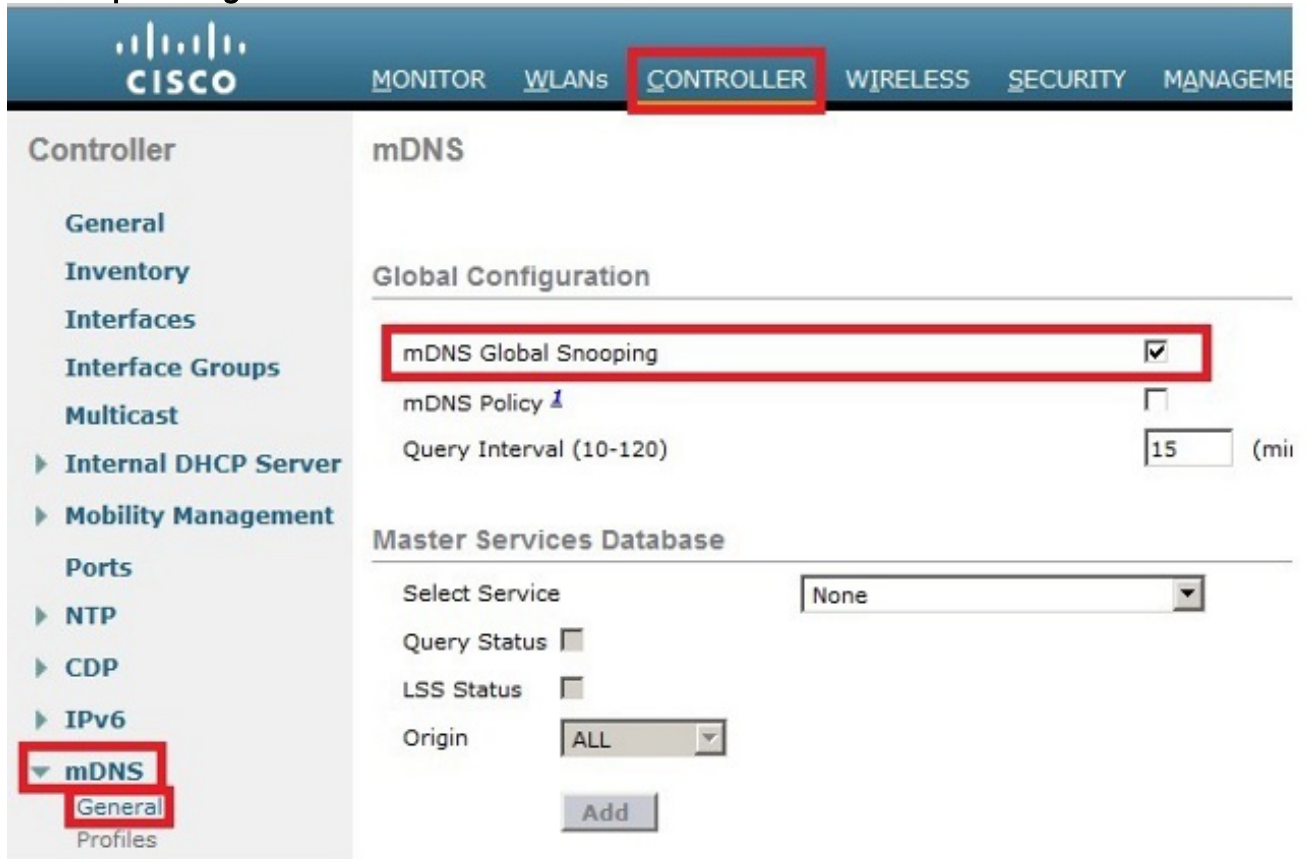 CISCO
MONITOR WLANs CONTROLLER WIRELESS SECURITY
Controller
General
Inventory
Interfaces
Interface Groups
Multicast
Internal DHCP Server
Mobility Management
Ports
NTP
CDP
IPv6
mDNS
General
Profiles
mDNS
Global Configuration
mDNS Global Snooping
mDNS Policy 1
Query Interval (10-120) 15
Master Services Database
Select Service None
Query Status
LSS Status
Origin ALL
Add